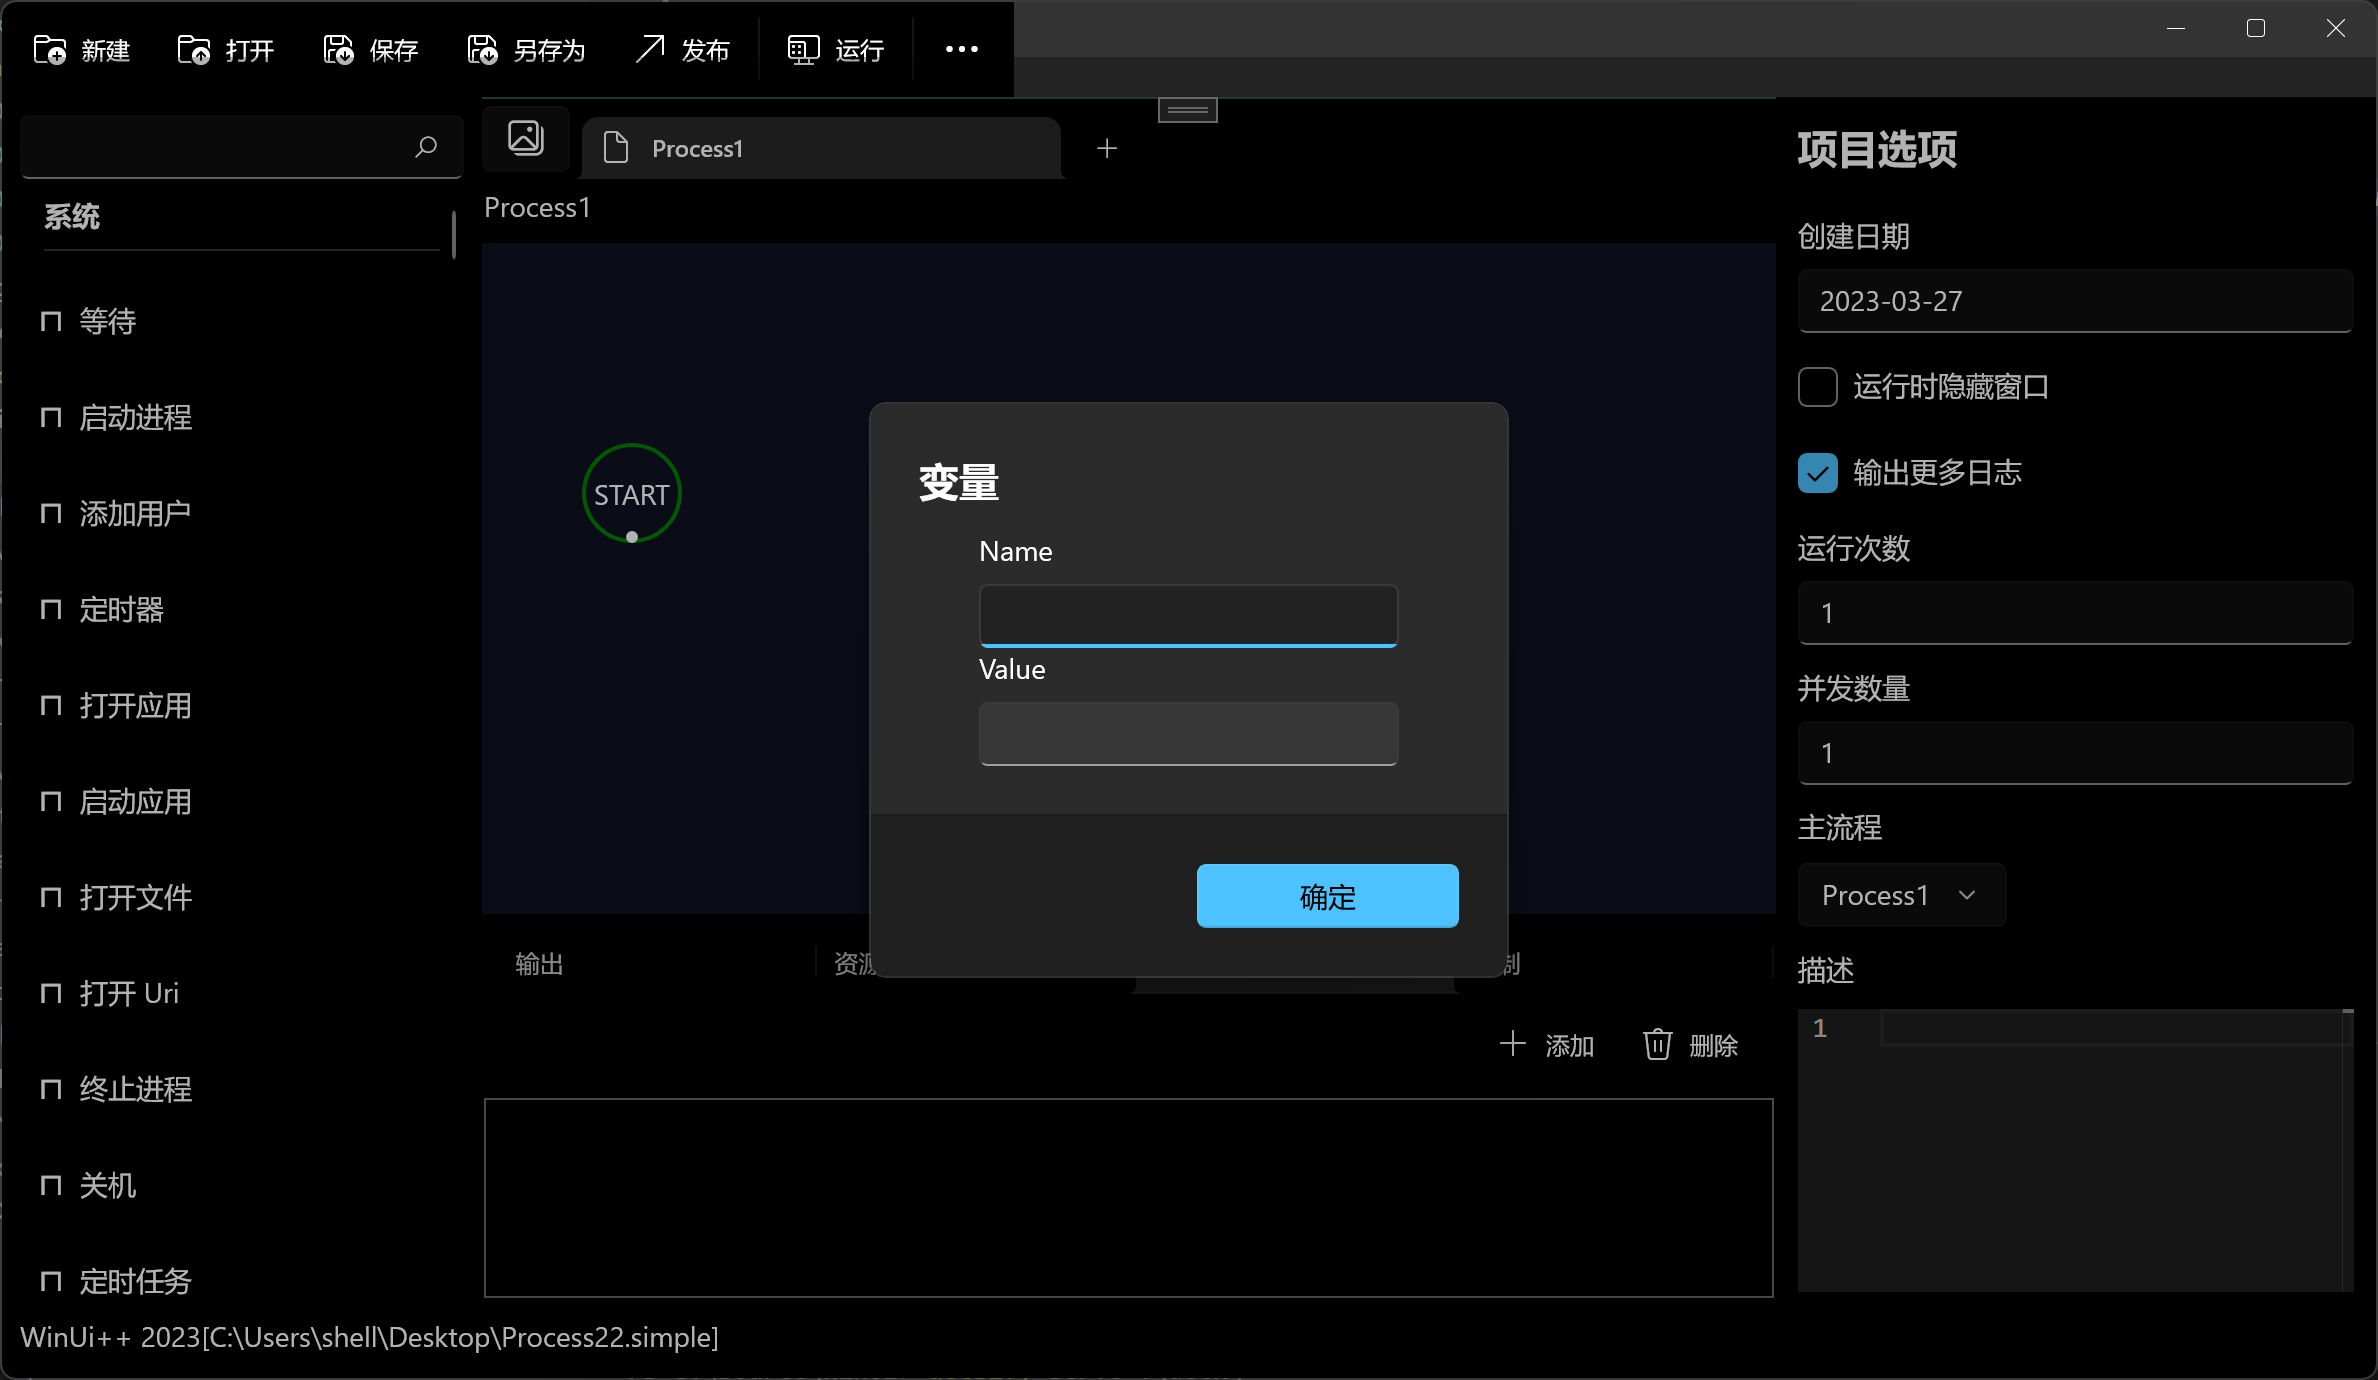 新建 打开 保存 另存为 发布 运行
Process1
项目选项
系统
Process1
创建日期
2023-03-27
等待
运行时隐藏窗口
启动进程
输出更多日志
START
变量
添加用户
Name
运行次数
定时器
1
Value
并发数量
打开应用
1
启动应用
主流程
打开文件
确定
Process1
输出
资源
制
描述
打开 Uri
1
添加
删除
终止进程
关机
定时任务
WinUi++ 2023[C:\Users\shell\Desktop\Process22.simple]